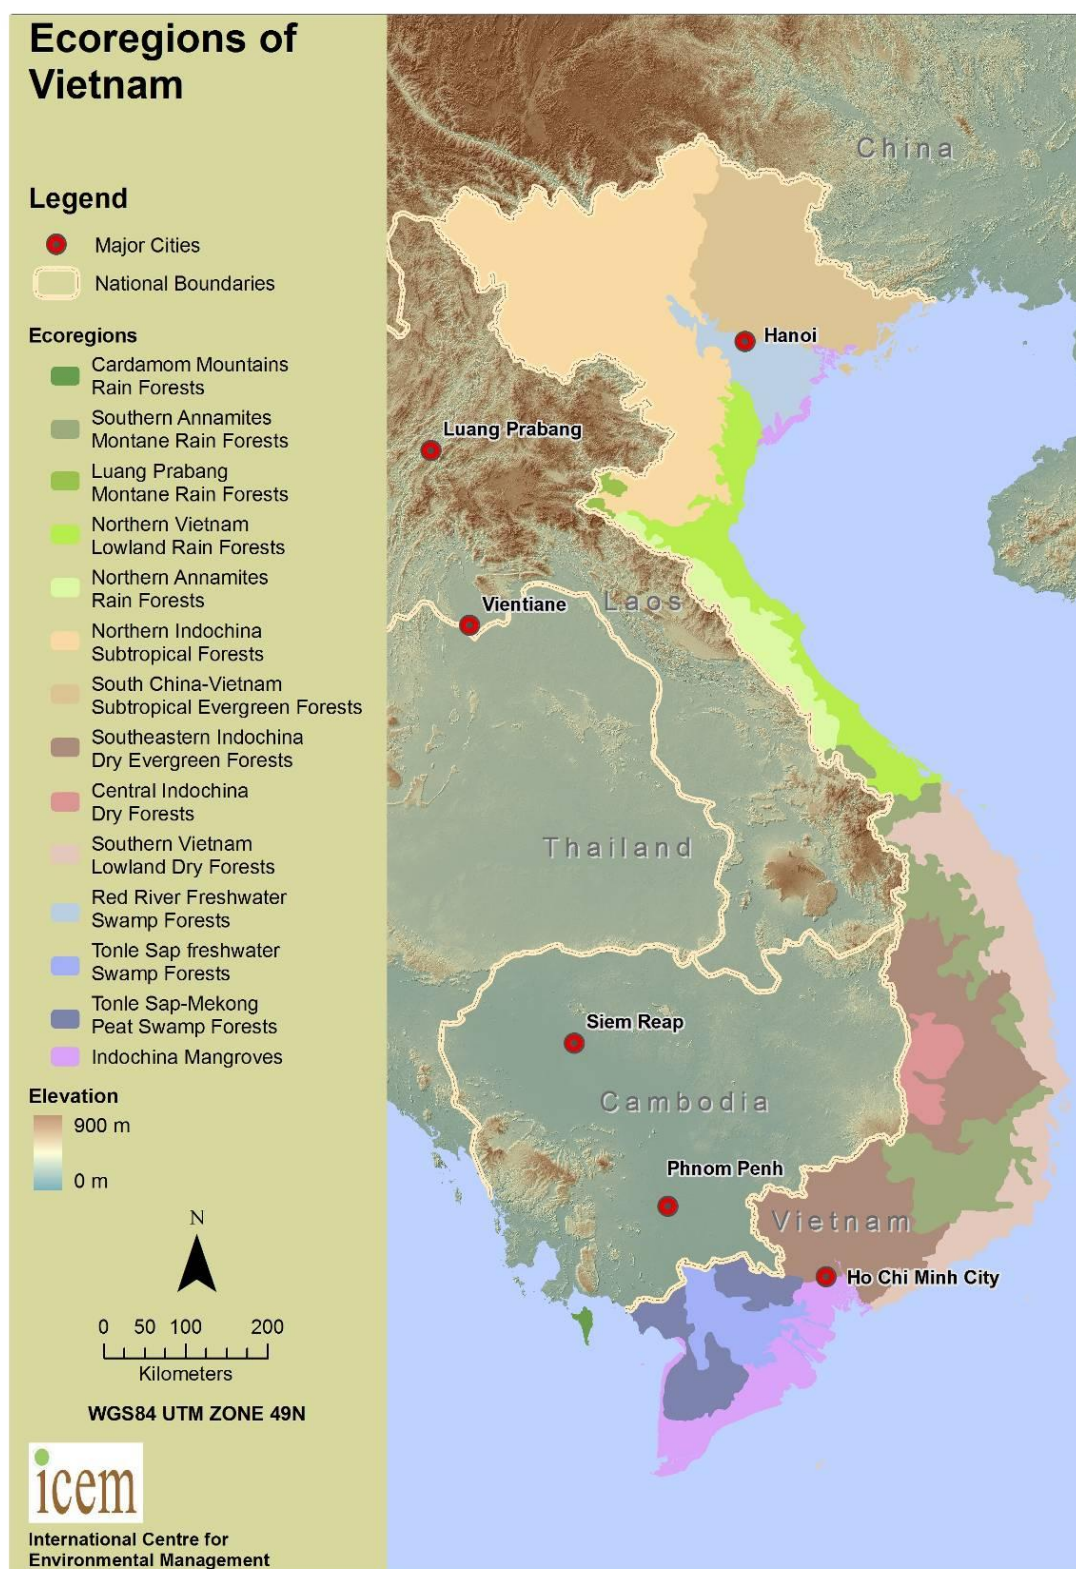 Ecoregions of
Vietnam
Legend
Major Cities
National Boundaries
Ecoregions
Cardamom Mountains
Rain Forests
Southern Annamites
Montane Rain Forests
Luang Prabang
Montane Rain Forests
Northern Vietnam
Lowland Rain Forests
Northern Annamites
Rain Forests
Northern Indochina
Subtropical Forests
South China-Vietnam
Subtropical Evergreen Forests
Southeastern Indochina
Dry Evergreen Forests
Central Indochina
Dry Forests
Southern Vietnam
Lowland Dry Forests
Red River Freshwater
Swamp Forests
Tonle Sap freshwater
Swamp Forests
Tonle Sap-Mekong
Peat Swamp Forests
Indochina Mangroves
Elevation
900 m
0 m
N
0 50 100 200
Kilometers
WGS84 UTM ZONE 49N
icem
International Centre for
Environmental Management
China
Hanoi
Luang Prabang
Laos
Vientiane
Thailand
Siem Reap
Cambodia
Phnom Penh
Vietnam
Ho Chi Minh City